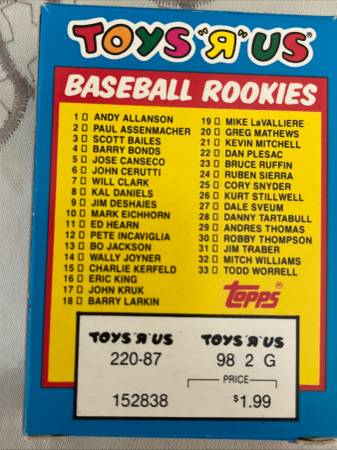 TOYS "R" US®
BASEBALL ROOKIES
1 ANDY ALLANSON
2 PAUL ASSENMACHER
3 SCOTT BAILES
4 BARRY BONDS
5 JOSE CANSECO
6 JOHN CERUTTI
7 WILL CLARK
8 KAL DANIELS
9 JIM DESHAIES
10 MARK EICHHORN
11 ED HEARN
12 PETE INCAVIGLIA
13 BO JACKSON
14 WALLY JOYNER
15 CHARLIE KERFELD
16 ERIC KING
17 JOHN KRUK
18 BARRY LARKIN
19 MIKE LaVALLIERE
20 GREG MATHEWS
21 KEVIN MITCHELL
22 DAN PLESAC
23 BRUCE RUFFIN
24 RUBEN SIERRA
25 CORY SNYDER
26 KURT STILLWELL
27 DALE SVEUM
28 DANNY TARTABULL
29 ANDRES THOMAS
30 ROBBY THOMPSON
31 JIM TRABER
32 MITCH WILLIAMS
33 TODD WORRELL
topps
TOYS "R" US TOYS "R" US
220-87 98 2 G
PRICE
152838 $1.99